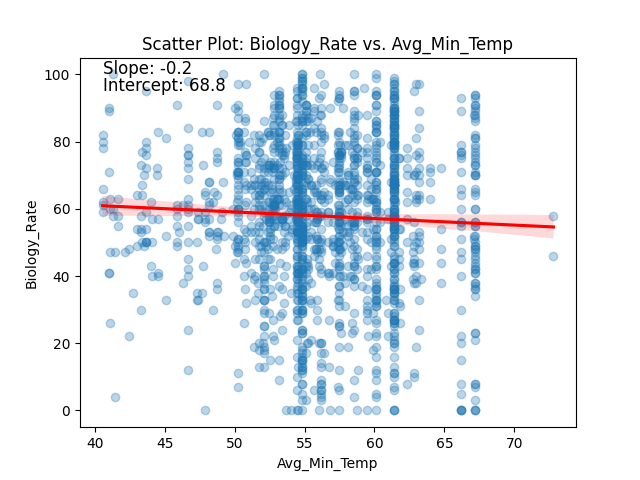 Scatter Plot: Biology_Rate vs. Avg_Min_Temp
Slope: -0.2
Intercept: 68.8
100
80
60
40
20
0
Biology_Rate
40 45 50 55 60 65 70
Avg_Min_Temp